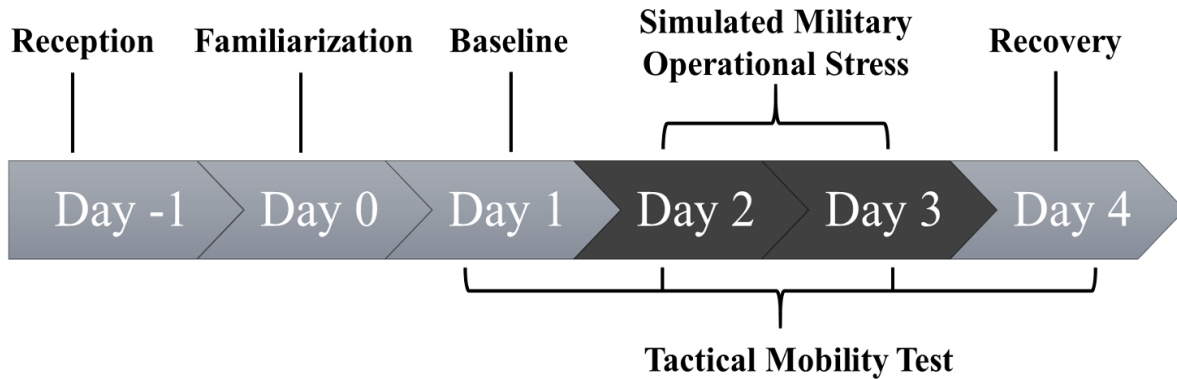 Reception
Familiarization
Baseline
Simulated Military
Operational Stress
Recovery
Day -1
Day 0
Day 1
Day 2
Day 3
Day 4
Tactical Mobility Test